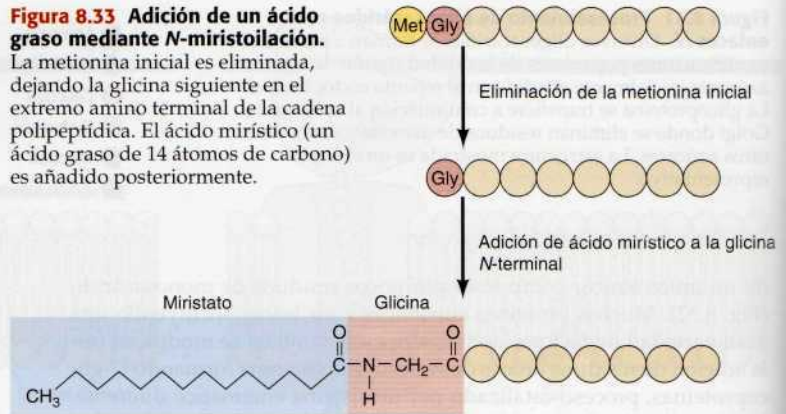 Figura 8.33 Adición de un ácido
graso mediante N-miristoilación.
La metionina inicial es eliminada,
dejando la glicina siguiente en el
extremo amino terminal de la cadena
polipeptídica. El ácido mirístico (un
ácido graso de 14 átomos de carbono)
es añadido posteriormente.
Met Gly
Eliminación de la metionina inicial
Gly
Adición de ácido mirístico a la glicina
N-terminal
Miristato Glicina
O O
C–N–CH2–C
H
CH3